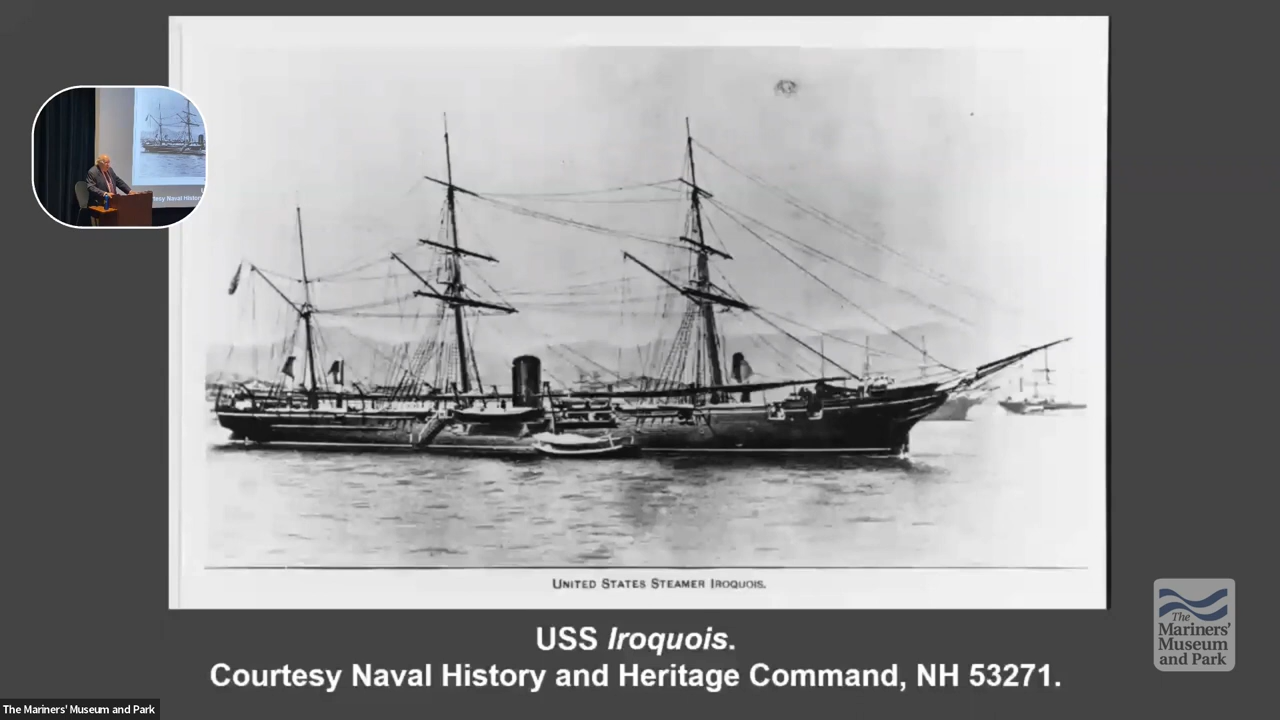 UNITED STATES STEAMER IROQUOIS.
USS Iroquois.
Courtesy Naval History and Heritage Command, NH 53271.
The
Mariners'
Museum
and Park
The Mariners' Museum and Park